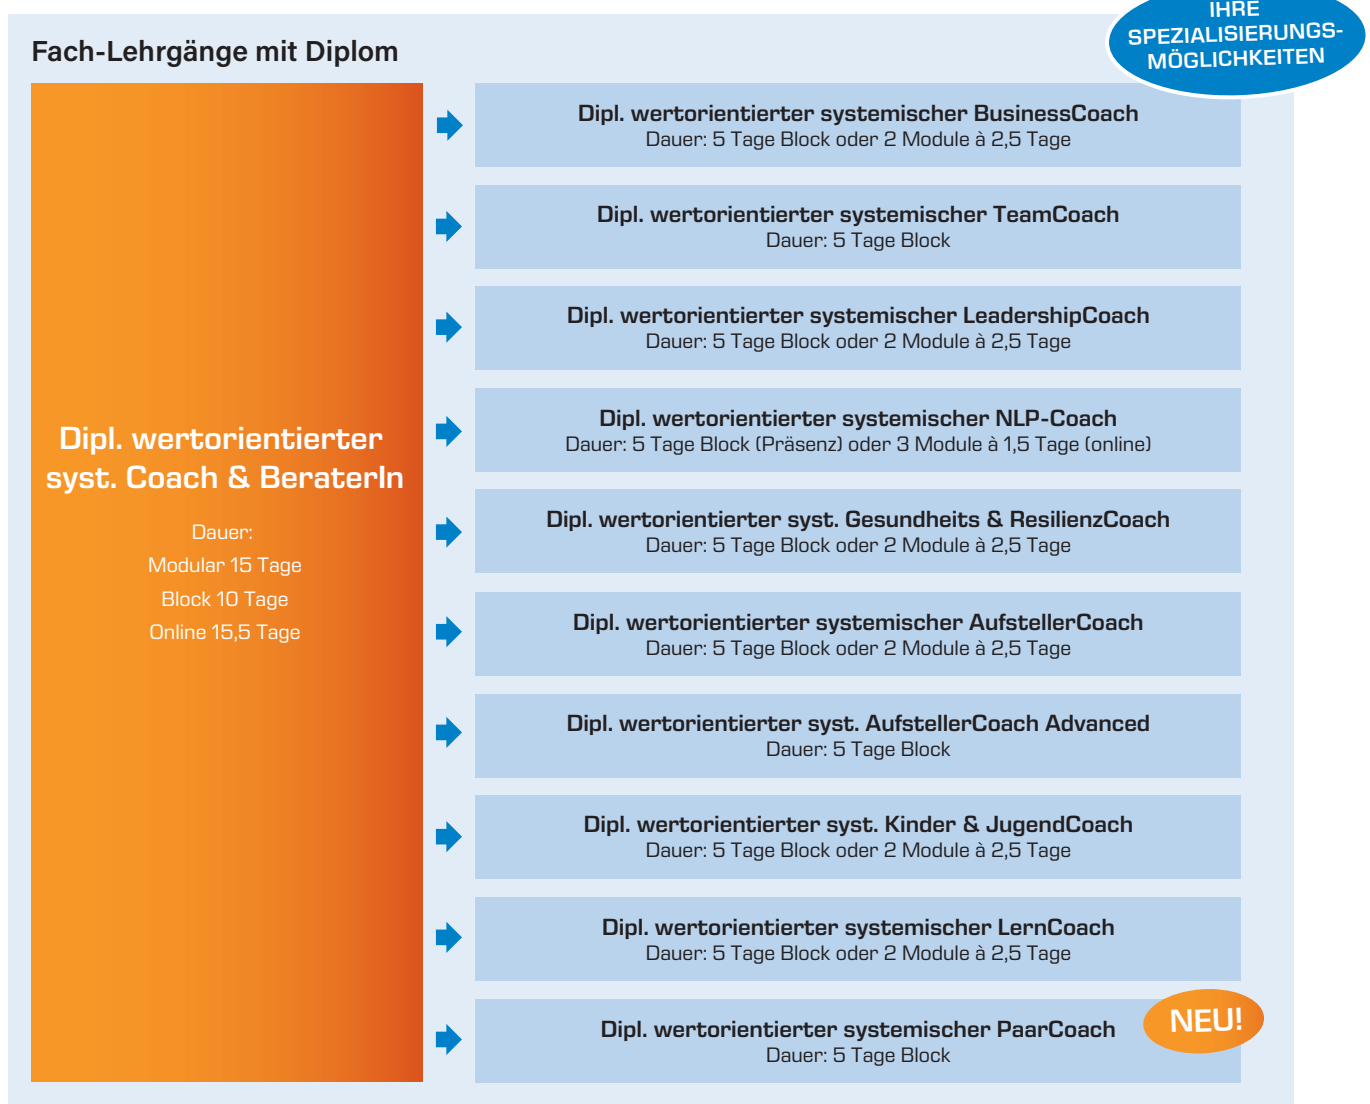 IHRE
SPEZIALISIERUNGS-
MÖGLICHKEITEN
Fach-Lehrgänge mit Diplom
Dipl. wertorientierter
syst. Coach & BeraterIn
Dauer:
Modular 15 Tage
Block 10 Tage
Online 15,5 Tage
Dipl. wertorientierter systemischer BusinessCoach
Dauer: 5 Tage Block oder 2 Module à 2,5 Tage
Dipl. wertorientierter systemischer TeamCoach
Dauer: 5 Tage Block
Dipl. wertorientierter systemischer LeadershipCoach
Dauer: 5 Tage Block oder 2 Module à 2,5 Tage
Dipl. wertorientierter systemischer NLP-Coach
Dauer: 5 Tage Block (Präsenz) oder 3 Module à 1,5 Tage (online)
Dipl. wertorientierter syst. Gesundheits & ResilienzCoach
Dauer: 5 Tage Block oder 2 Module à 2,5 Tage
Dipl. wertorientierter systemischer AufstellerCoach
Dauer: 5 Tage Block oder 2 Module à 2,5 Tage
Dipl. wertorientierter syst. AufstellerCoach Advanced
Dauer: 5 Tage Block
Dipl. wertorientierter syst. Kinder & JugendCoach
Dauer: 5 Tage Block oder 2 Module à 2,5 Tage
Dipl. wertorientierter systemischer LernCoach
Dauer: 5 Tage Block oder 2 Module à 2,5 Tage
Dipl. wertorientierter systemischer PaarCoach
Dauer: 5 Tage Block
NEU!